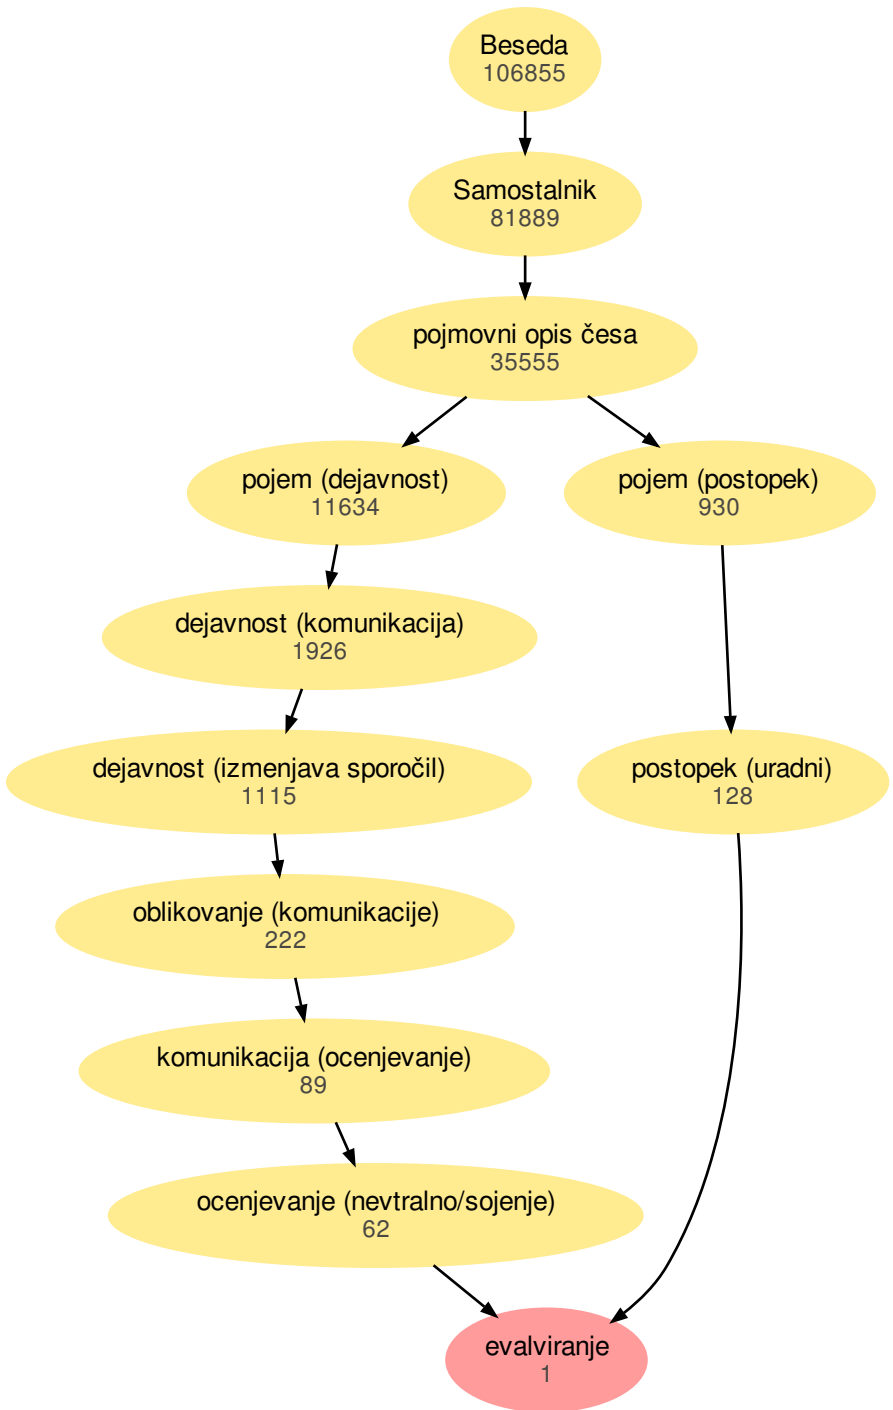 Beseda
106855
Samostalnik
81889
pojmovni opis česa
35555
pojem (dejavnost)
11634
pojem (postopek)
930
dejavnost (komunikacija)
1926
dejavnost (izmenjava sporočil)
1115
postopek (uradni)
128
oblikovanje (komunikacije)
222
komunikacija (ocenjevanje)
89
ocenjevanje (nevtralno/sojenje)
62
evalviranje
1